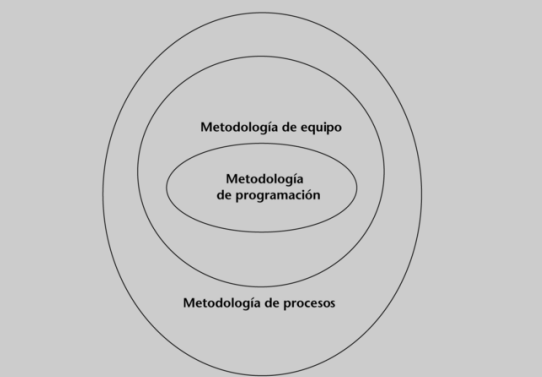 Metodología de equipo
Metodología
de programación
Metodología de procesos